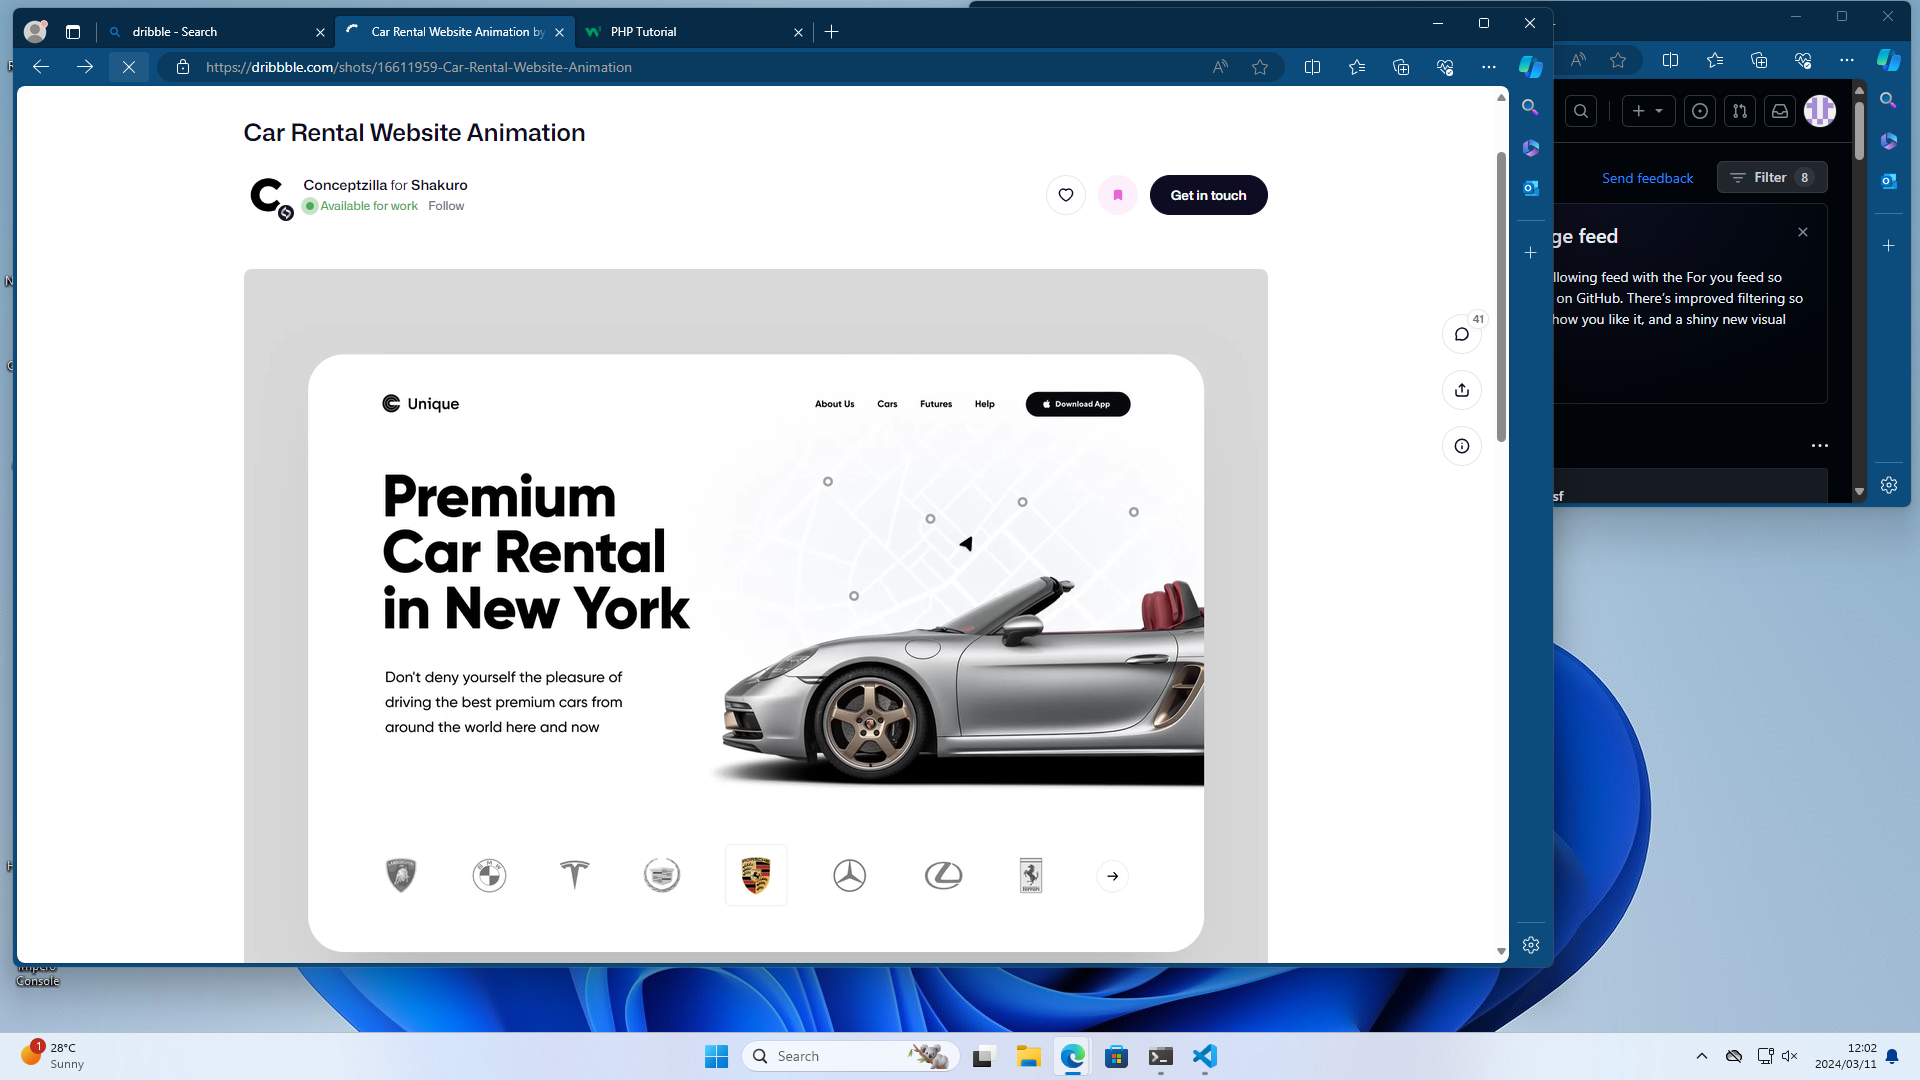 dribble - Search
Car Rental Website Animation by
PHP Tutorial
https://dribbble.com/shots/16611959-Car-Rental-Website-Animation
Car Rental Website Animation
Conceptzilla for Shakuro
Available for work Follow
Get in touch
41
Unique
About Us
Cars
Futures
Help
Download App
Premium
Car Rental
in New York
Don't deny yourself the pleasure of
driving the best premium cars from
around the world here and now
LAMBORGHINI
BMW
PORSCHE
Ferrari
Send feedback
Filter 8
ge feed
llowing feed with the For you feed so
on GitHub. There's improved filtering so
how you like it, and a shiny new visual
sf
Console
1
28°C
Sunny
Search
12:02
2024/03/11